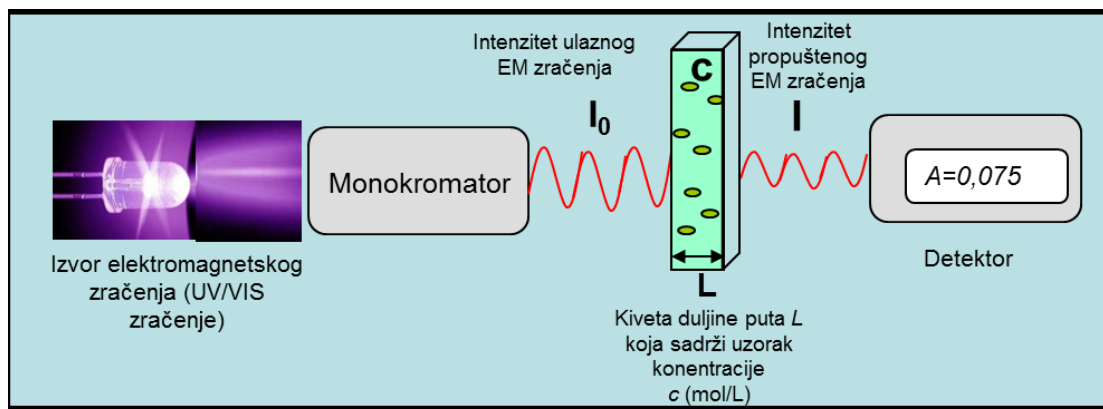 Intenzitet ulaznog
EM zračenja
I₀
c
Intenzitet
propuštenog
EM zračenja
I
Monokromator
A=0,075
Izvor elektromagnetskog
zračenja (UV/VIS
zračenje)
L
Kiveta duljine puta L
koja sadrži uzorak
konentracije
c (mol/L)
Detektor